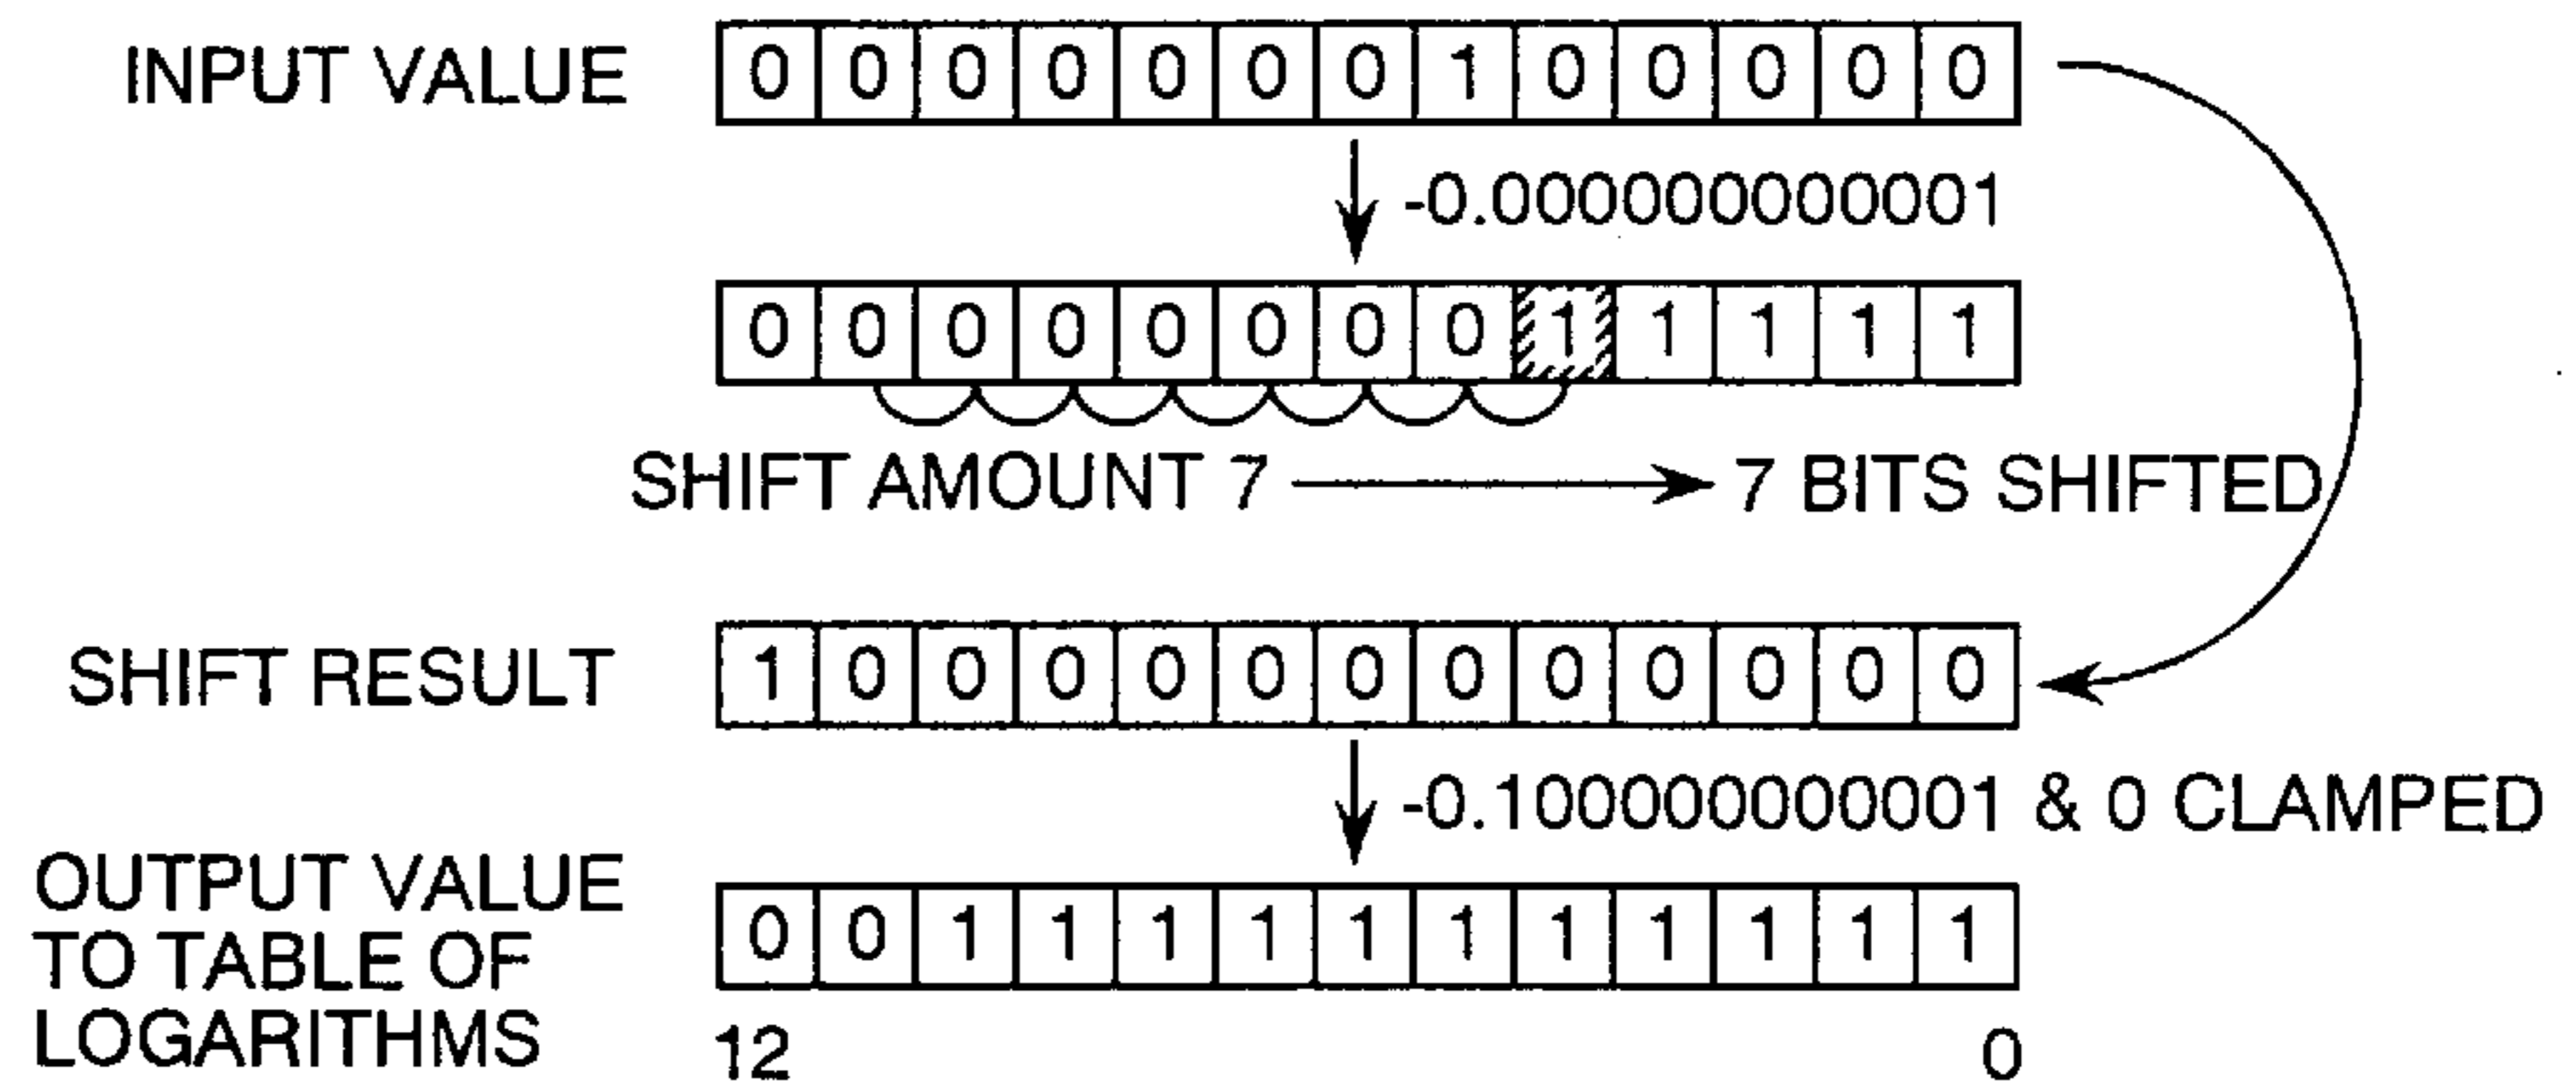 INPUT VALUE 0 0 0 0 0 0 0 1 0 0 0 0 0
-0.000000000001
0 0 0 0 0 0 0 0 1 1 1 1 1
SHIFT AMOUNT 7 7 BITS SHIFTED
SHIFT RESULT 1 0 0 0 0 0 0 0 0 0 0 0 0
-0.100000000001 & 0 CLAMPED
OUTPUT VALUE
TO TABLE OF
LOGARITHMS
0 0 1 1 1 1 1 1 1 1 1 1 1
12 0